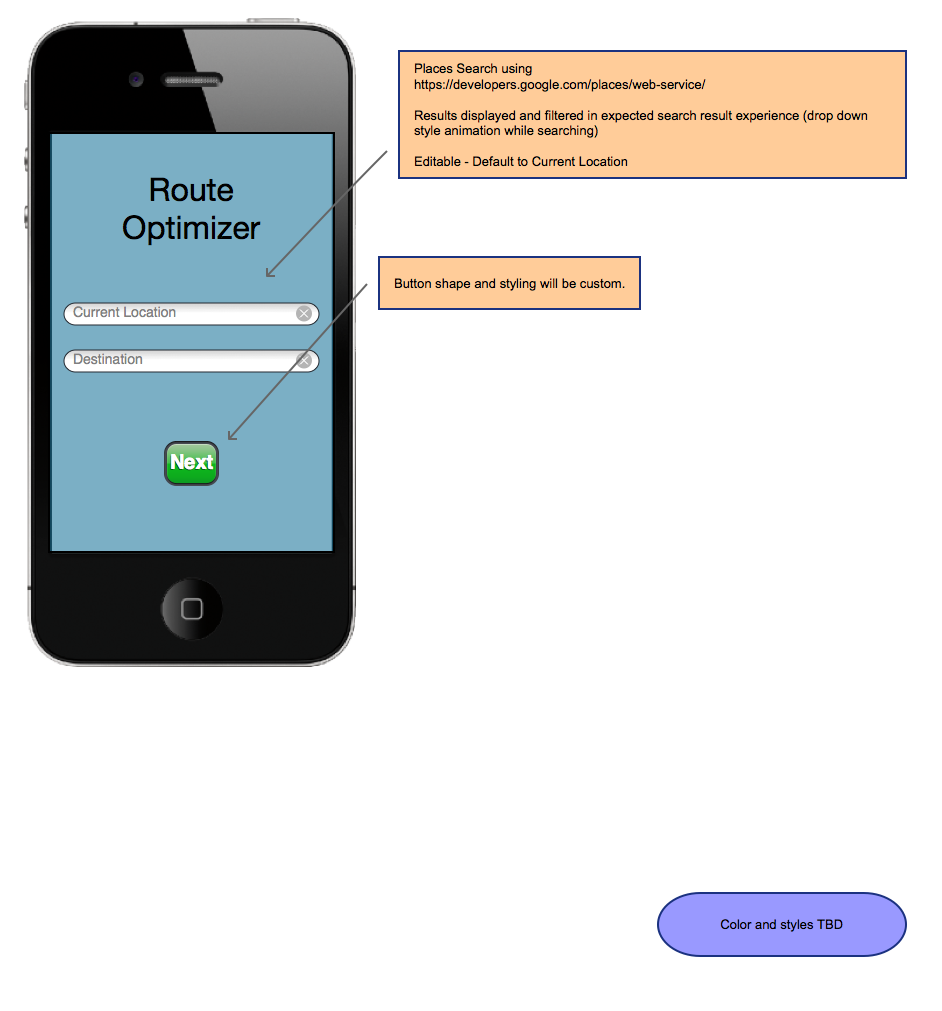 Route
Optimizer
Current Location
Destination
Next
Places Search using
https://developers.google.com/places/web-service/
Results displayed and filtered in expected search result experience (drop down
style animation while searching)
Editable - Default to Current Location
Button shape and styling will be custom.
Color and styles TBD